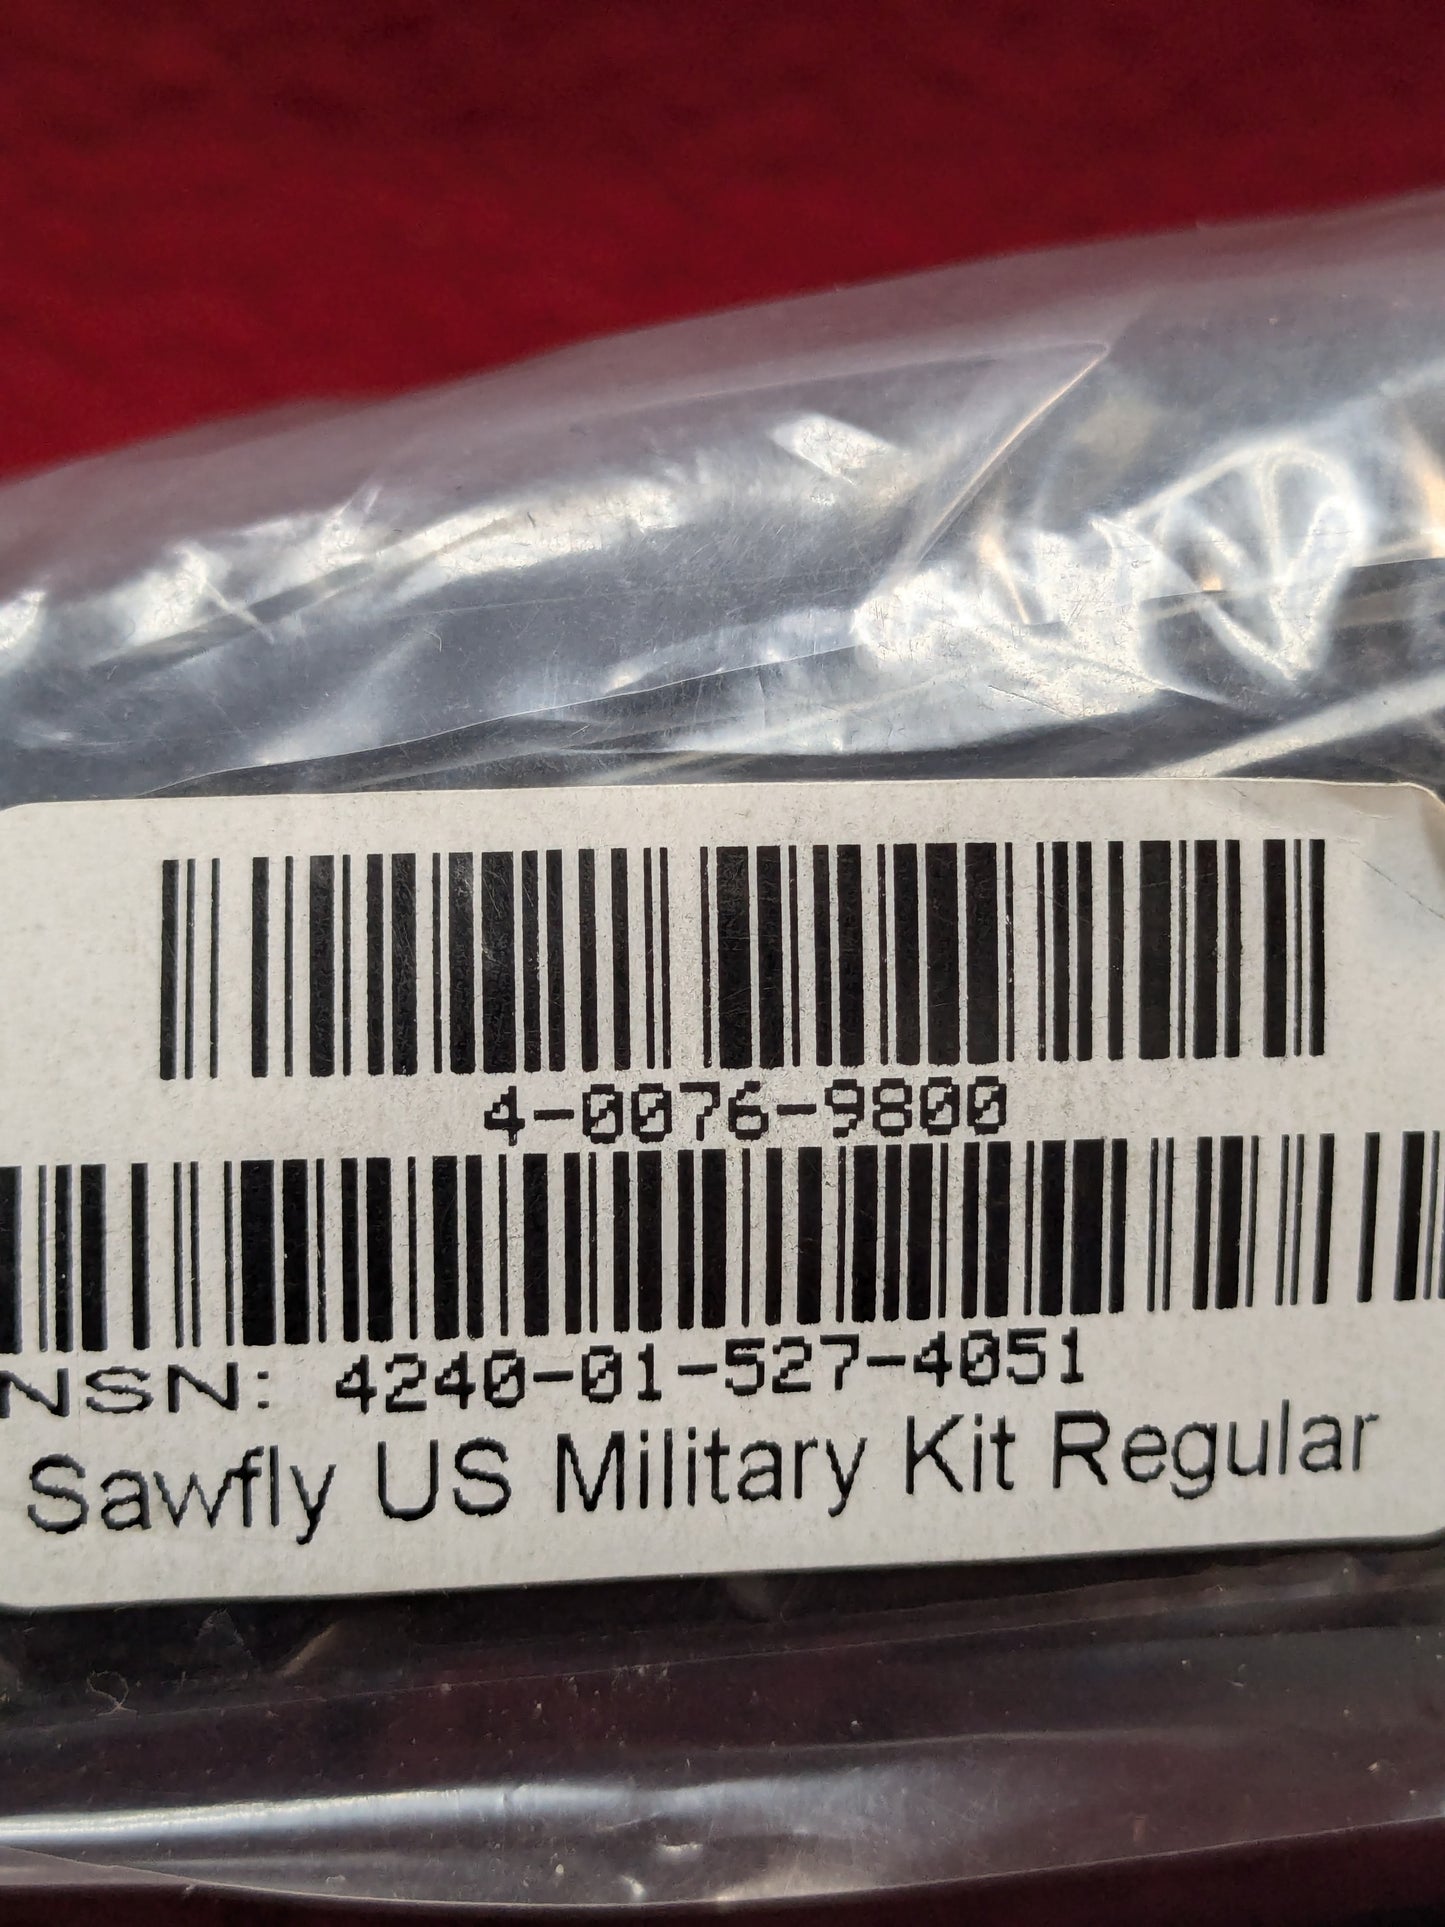 4-0076-9800
NSN: 4240-01-527-4051
Sawfly US Military Kit Regular